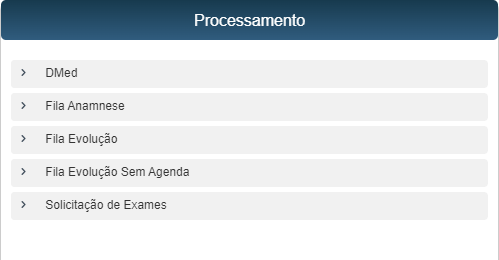 Processamento
DMed
Fila Anamnese
Fila Evolução
Fila Evolução Sem Agenda
Solicitação de Exames